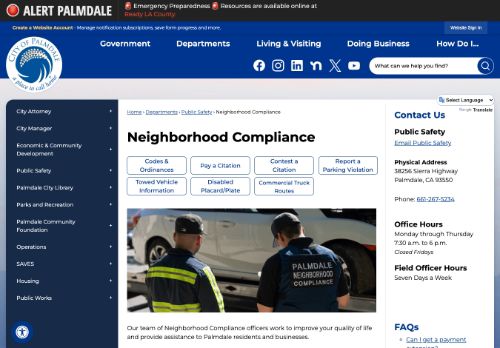 ALERT PALMDALE
Emergency Preparedness Resources are available online at
Ready LA County.
Create a Website Account - Manage notification subscriptions, save form progress and more.
Website Sign In
CITY OF PALMDALE
a place to call home
Government
Departments
Living & Visiting
Doing Business
How Do I...
What can we help you find?
Select Language
Google Translate
City Attorney
City Manager
Economic & Community
Development
Public Safety
Palmdale City Library
Parks and Recreation
Palmdale Community
Foundation
Operations
SAVES
Housing
Public Works
Home › Departments › Public Safety › Neighborhood Compliance
Neighborhood Compliance
Codes &
Ordinances
Pay a Citation
Contest a
Citation
Report a
Parking Violation
Towed Vehicle
Information
Disabled
Placard/Plate
Commercial Truck
Routes
PALMDALE
NEIGHBORHOOD
COMPLIANCE
Our team of Neighborhood Compliance officers work to improve your quality of life
and provide assistance to Palmdale residents and businesses.
Contact Us
Public Safety
Email Public Safety
Physical Address
38256 Sierra Highway
Palmdale, CA 93550
Phone: 661-267-5234
Office Hours
Monday through Thursday
7:30 a.m. to 6 p.m.
Closed Fridays
Field Officer Hours
Seven Days a Week
FAQs
Can I get a payment